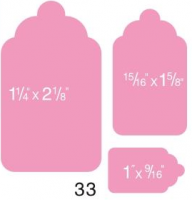 1¼" x 2⅛"
15/16" x 1⅝"
1" x 9/16"
33